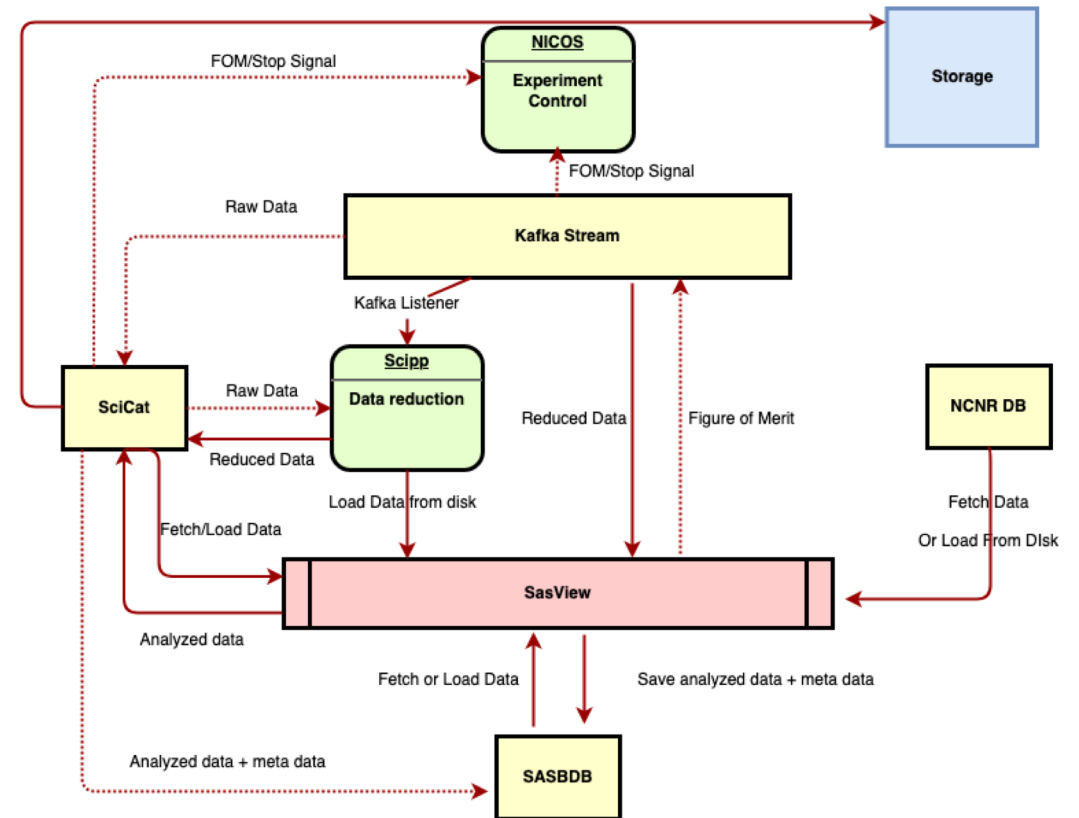 NICOS
Experiment
Control
Storage
FOM/Stop Signal
FOM/Stop Signal
Raw Data
Kafka Stream
Kafka Listener
Scipp
Data reduction
SciCat
Raw Data
Reduced Data
Reduced Data
Figure of Merit
NCNR DB
Load Data from disk
Fetch Data
Or Load From DIsk
Fetch/Load Data
SasView
Analyzed data
Fetch or Load Data
Save analyzed data + meta data
Analyzed data + meta data
SASBDB